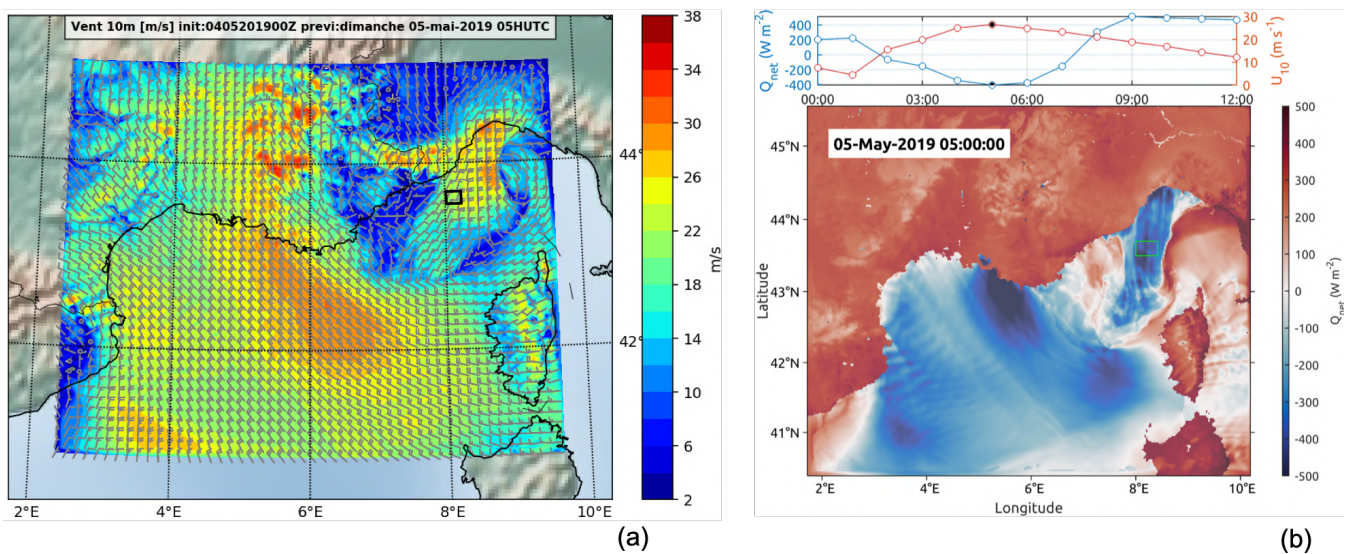 Vent 10m [m/s] init:0405201900Z previ:dimanche 05-mai-2019 05HUTC
38
34
30
26
22
18
14
10
6
2
m/s
44°
42°
2°E
4°E
6°E
8°E
10°E
(a)
Q_net (W m⁻²)
400
200
0
-200
-400
30
20
10
0
U_10 (m s⁻¹)
00:00
03:00
06:00
09:00
12:00
05-May-2019 05:00:00
45°N
44°N
43°N
42°N
41°N
Latitude
2°E
4°E
6°E
8°E
10°E
Longitude
500
400
300
200
100
0
-100
-200
-300
-400
-500
Q_net (W m⁻²)
(b)